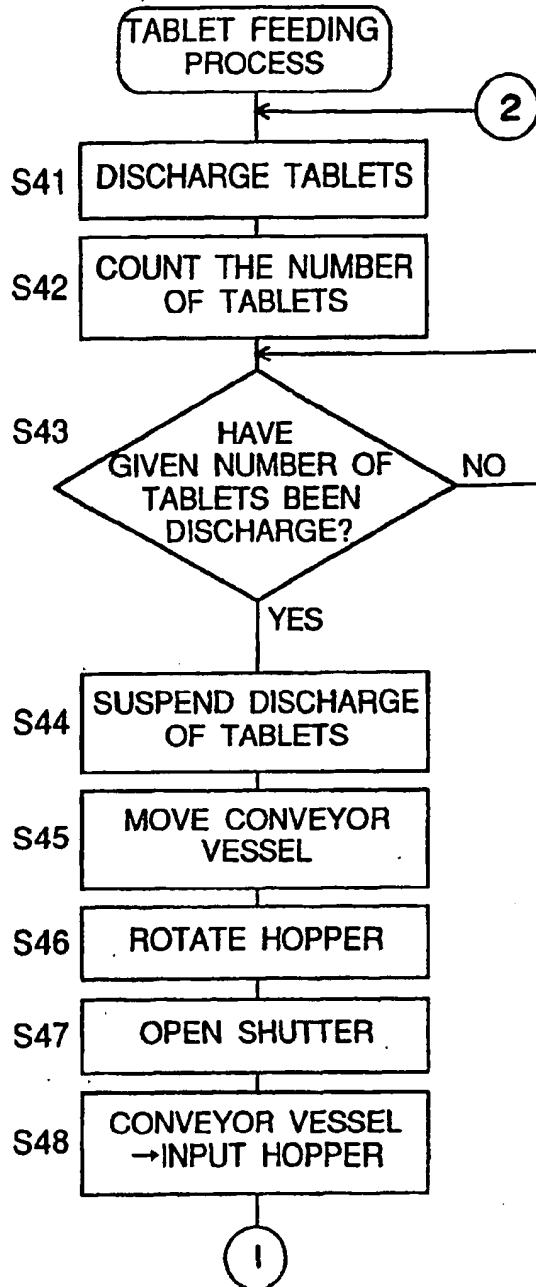 TABLET FEEDING
PROCESS
2
S41
DISCHARGE TABLETS
S42
COUNT THE NUMBER
OF TABLETS
S43
HAVE
GIVEN NUMBER OF
TABLETS BEEN
DISCHARGE?
NO
YES
S44
SUSPEND DISCHARGE
OF TABLETS
S45
MOVE CONVEYOR
VESSEL
S46
ROTATE HOPPER
S47
OPEN SHUTTER
S48
CONVEYOR VESSEL
→INPUT HOPPER
1